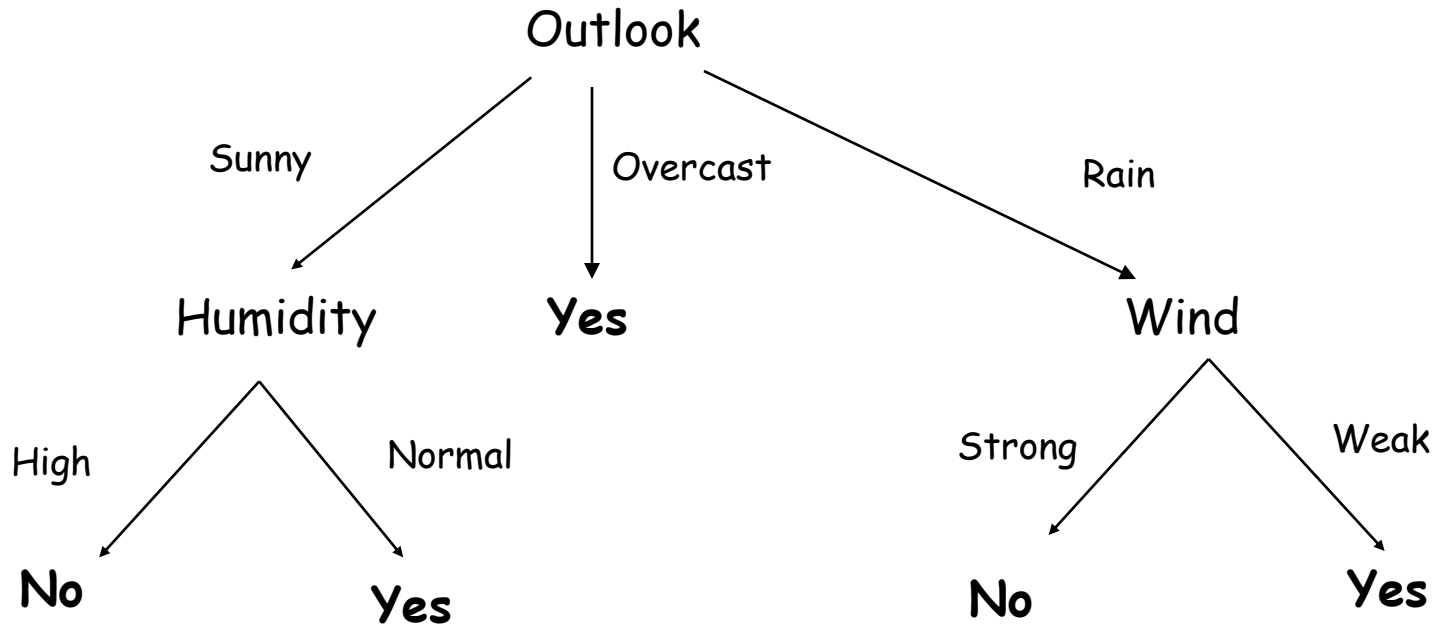 Outlook
Sunny
Overcast
Rain
Humidity
Yes
Wind
High
Normal
Strong
Weak
No
Yes
No
Yes